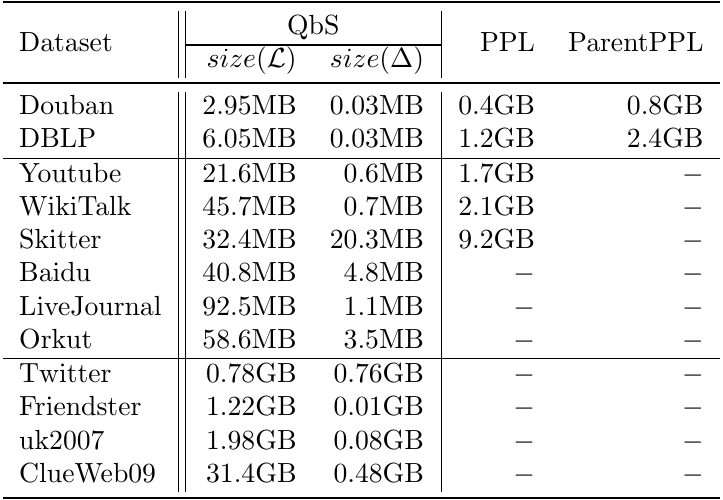 Dataset QbS PPL ParentPPL
size(ℒ) size(Δ)
Douban 2.95MB 0.03MB 0.4GB 0.8GB
DBLP 6.05MB 0.03MB 1.2GB 2.4GB
Youtube 21.6MB 0.6MB 1.7GB −
WikiTalk 45.7MB 0.7MB 2.1GB −
Skitter 32.4MB 20.3MB 9.2GB −
Baidu 40.8MB 4.8MB − −
LiveJournal 92.5MB 1.1MB − −
Orkut 58.6MB 3.5MB − −
Twitter 0.78GB 0.76GB − −
Friendster 1.22GB 0.01GB − −
uk2007 1.98GB 0.08GB − −
ClueWeb09 31.4GB 0.48GB − −